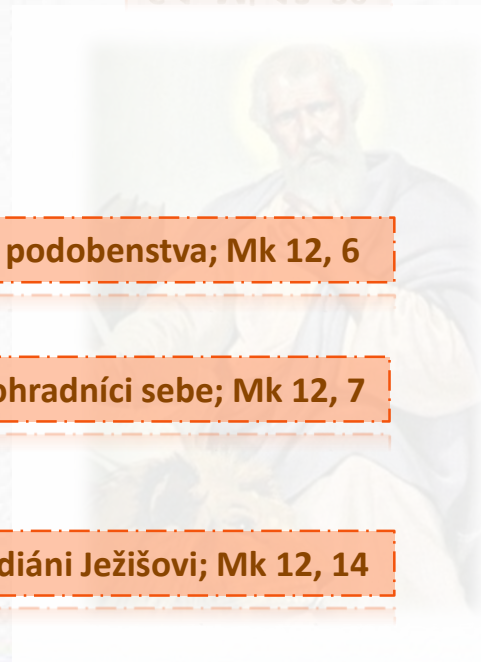 podobenstva; Mk 12, 6
ohradníci sebe; Mk 12, 7
diáni Ježišovi; Mk 12, 14